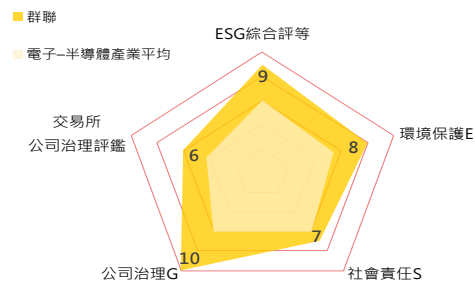 群聯
電子–半導體產業平均
ESG綜合評等
9
環境保護E
8
交易所
公司治理評鑑
6
7
10
公司治理G
社會責任S